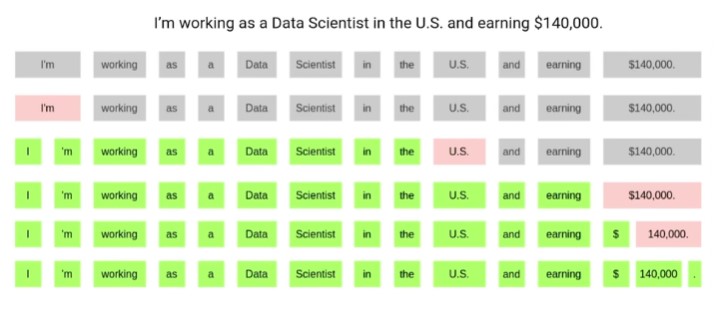 I'm working as a Data Scientist in the U.S. and earning $140,000.
I'm working as a Data Scientist in the U.S. and earning $140,000.
I'm working as a Data Scientist in the U.S. and earning $140,000.
I 'm working as a Data Scientist in the U.S. and earning $140,000.
I 'm working as a Data Scientist in the U.S. and earning $140,000.
I 'm working as a Data Scientist in the U.S. and earning $ 140,000.
I 'm working as a Data Scientist in the U.S. and earning $ 140,000 .